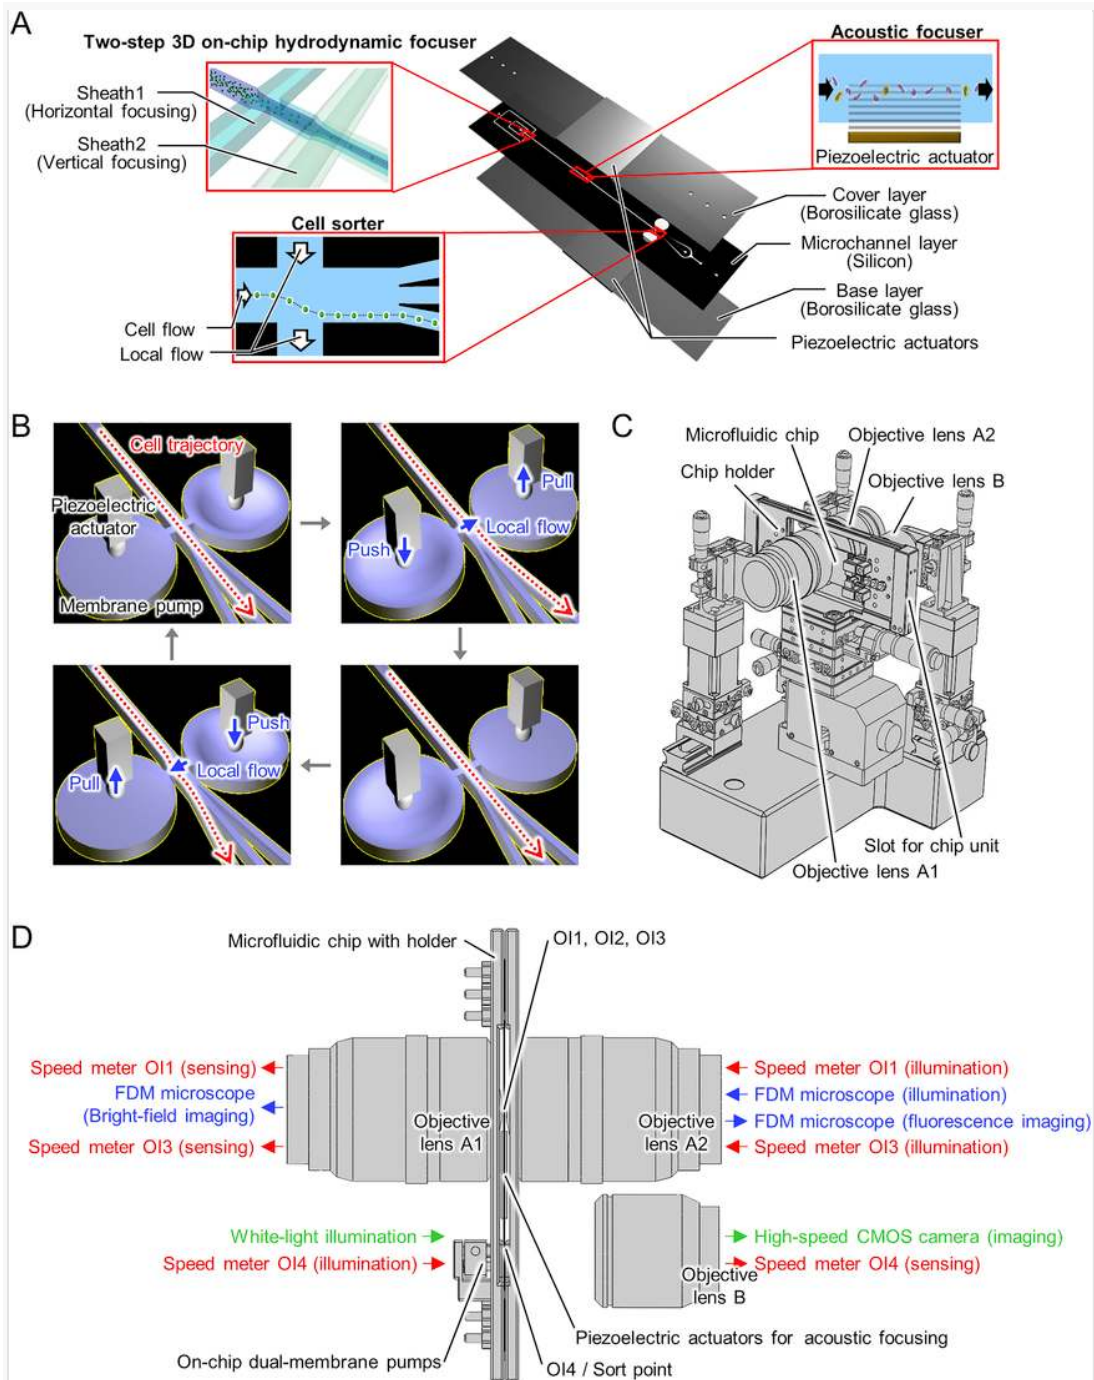 A
Two-step 3D on-chip hydrodynamic focuser
Sheath1
(Horizontal focusing)
Sheath2
(Vertical focusing)
Acoustic focuser
Piezoelectric actuator
Cell sorter
Cell flow
Local flow
Cover layer
(Borosilicate glass)
Microchannel layer
(Silicon)
Base layer
(Borosilicate glass)
Piezoelectric actuators
B
Cell trajectory
Piezoelectric
actuator
Membrane pump
Pull
Local flow
Push
Push
Local flow
Pull
C
Microfluidic chip
Objective lens A2
Chip holder
Objective lens B
Slot for chip unit
Objective lens A1
D
Microfluidic chip with holder
OI1, OI2, OI3
Speed meter OI1 (sensing)
FDM microscope
(Bright-field imaging)
Speed meter OI3 (sensing)
Objective
lens A1
Objective
lens A2
Speed meter OI1 (illumination)
FDM microscope (illumination)
FDM microscope (fluorescence imaging)
Speed meter OI3 (illumination)
White-light illumination
Speed meter OI4 (illumination)
High-speed CMOS camera (imaging)
Speed meter OI4 (sensing)
Objective
lens B
Piezoelectric actuators for acoustic focusing
On-chip dual-membrane pumps
OI4 / Sort point